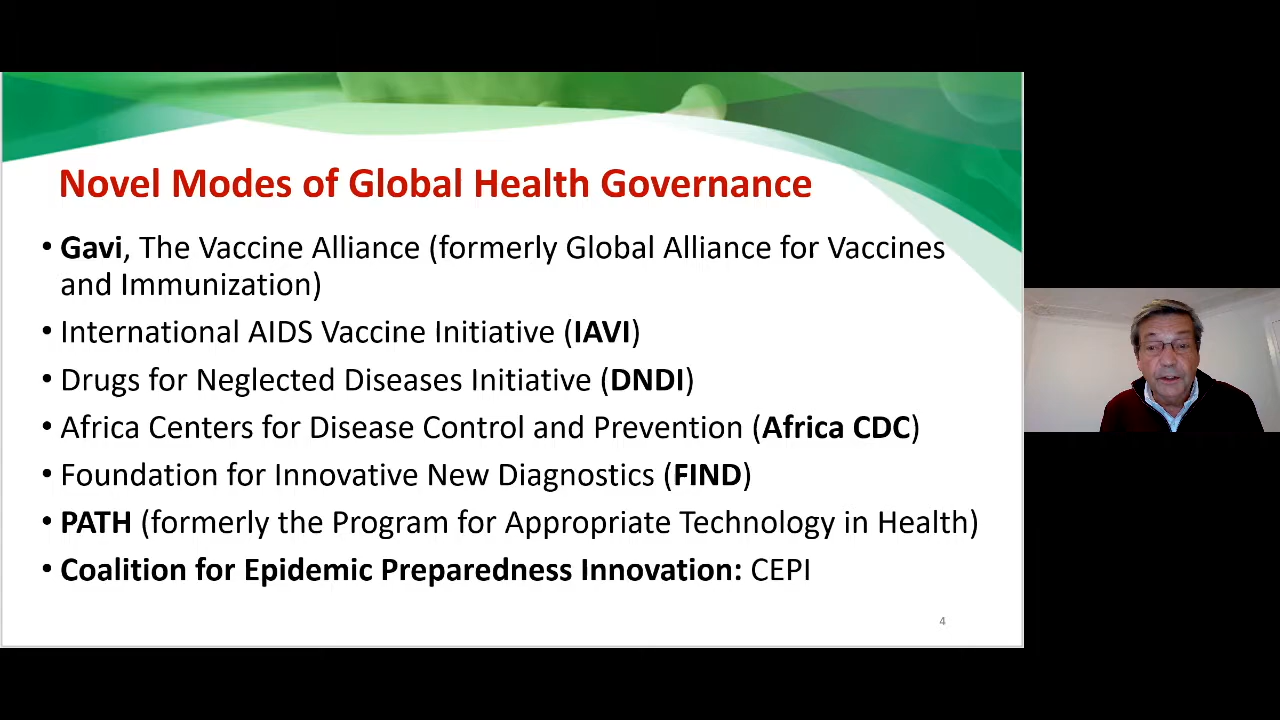 Novel Modes of Global Health Governance
• Gavi, The Vaccine Alliance (formerly Global Alliance for Vaccines
and Immunization)
• International AIDS Vaccine Initiative (IAVI)
• Drugs for Neglected Diseases Initiative (DNDI)
• Africa Centers for Disease Control and Prevention (Africa CDC)
• Foundation for Innovative New Diagnostics (FIND)
• PATH (formerly the Program for Appropriate Technology in Health)
• Coalition for Epidemic Preparedness Innovation: CEPI
4